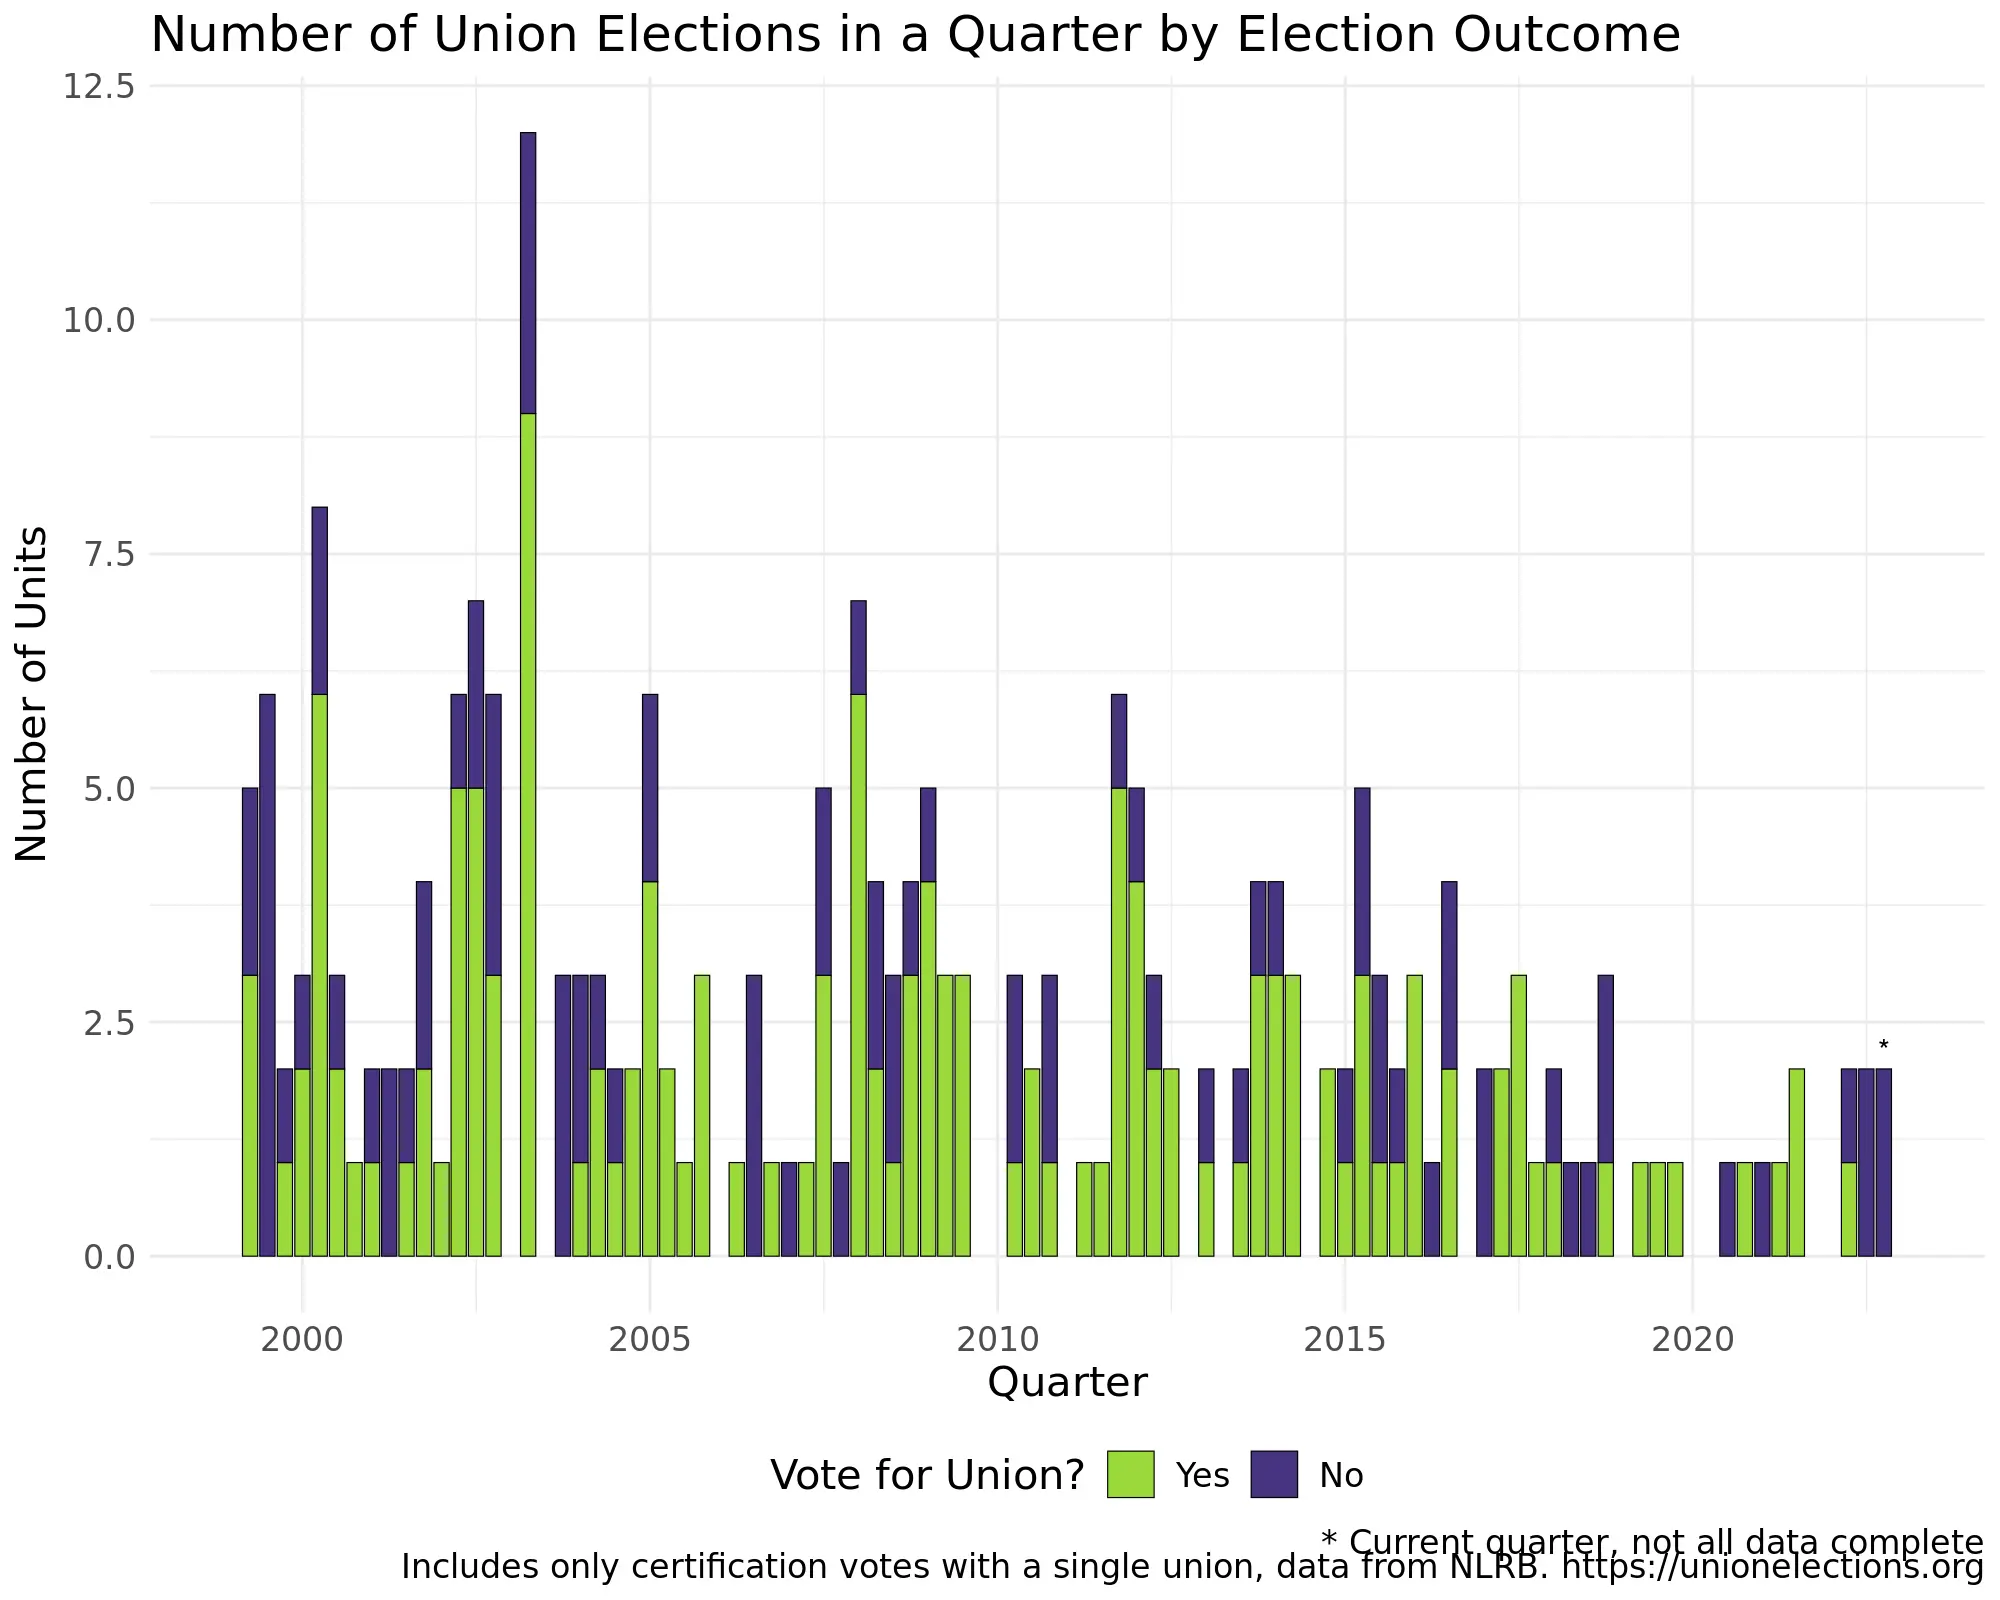 Number of Union Elections in a Quarter by Election Outcome
12.5
10.0
7.5
5.0
2.5
0.0
Number of Units
*
2000 2005 2010 2015 2020
Quarter
Vote for Union? Yes No
* Current quarter, not all data complete
Includes only certification votes with a single union, data from NLRB. https://unionelections.org